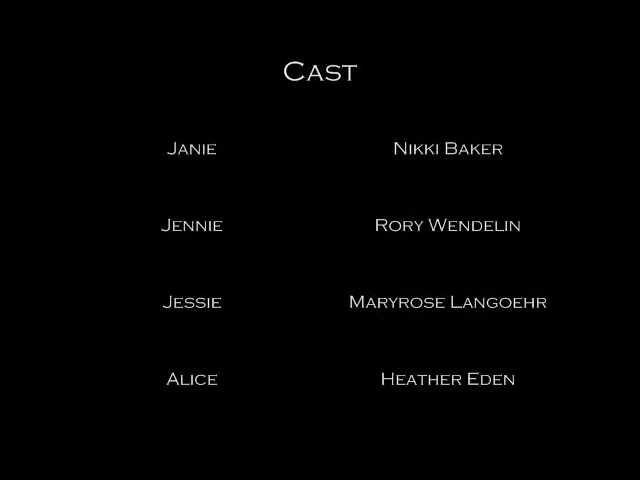 Cast
Janie Nikki Baker
Jennie Rory Wendelin
Jessie Maryrose Langoehr
Alice Heather Eden